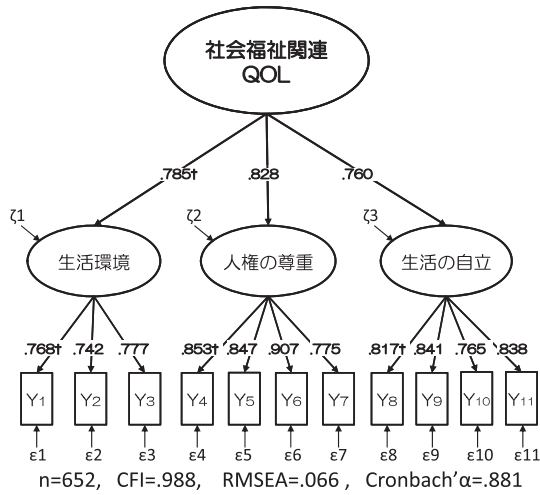 社会福祉関連
QOL
.785† .828 .760
ζ1 ζ2 ζ3
生活環境 人権の尊重 生活の自立
.768† .742 .777 .853† .847 .907 .775 .817† .841 .765 .838
Y1 Y2 Y3 Y4 Y5 Y6 Y7 Y8 Y9 Y10 Y11
ε1 ε2 ε3 ε4 ε5 ε6 ε7 ε8 ε9 ε10 ε11
n=652, CFI=.988, RMSEA=.066 , Cronbach'α=.881